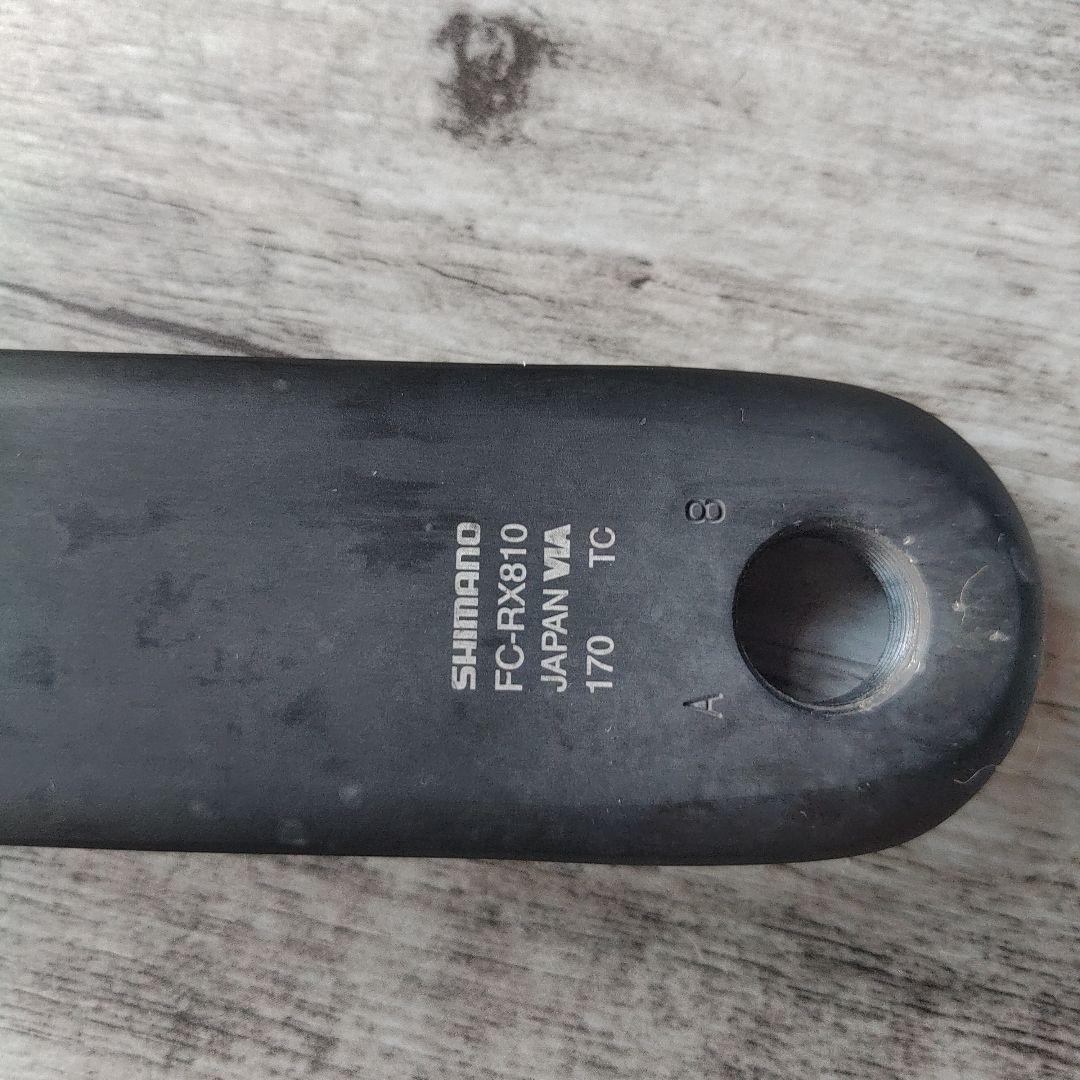 SHIMANO
FC-RX810
JAPAN VIA
170 TC
A 8